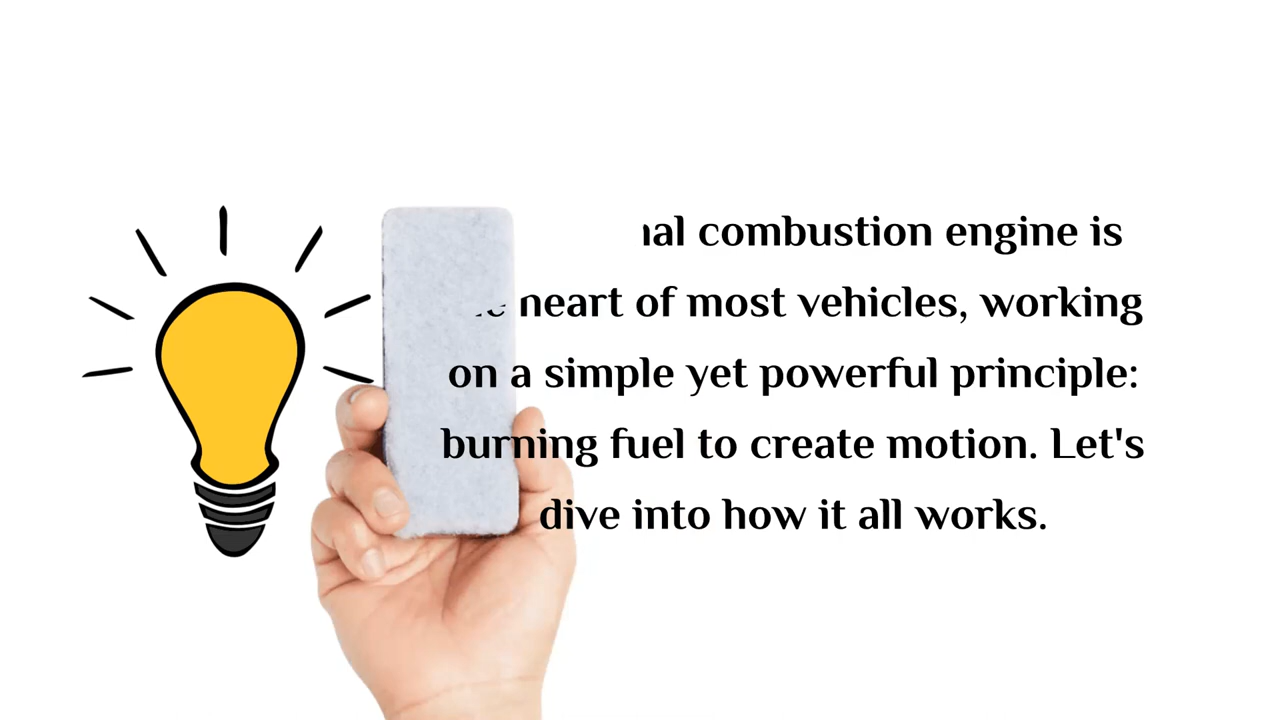 combustion engine is
heart of most vehicles, working
on a simple yet powerful principle:
burning fuel to create motion. Let's
dive into how it all works.